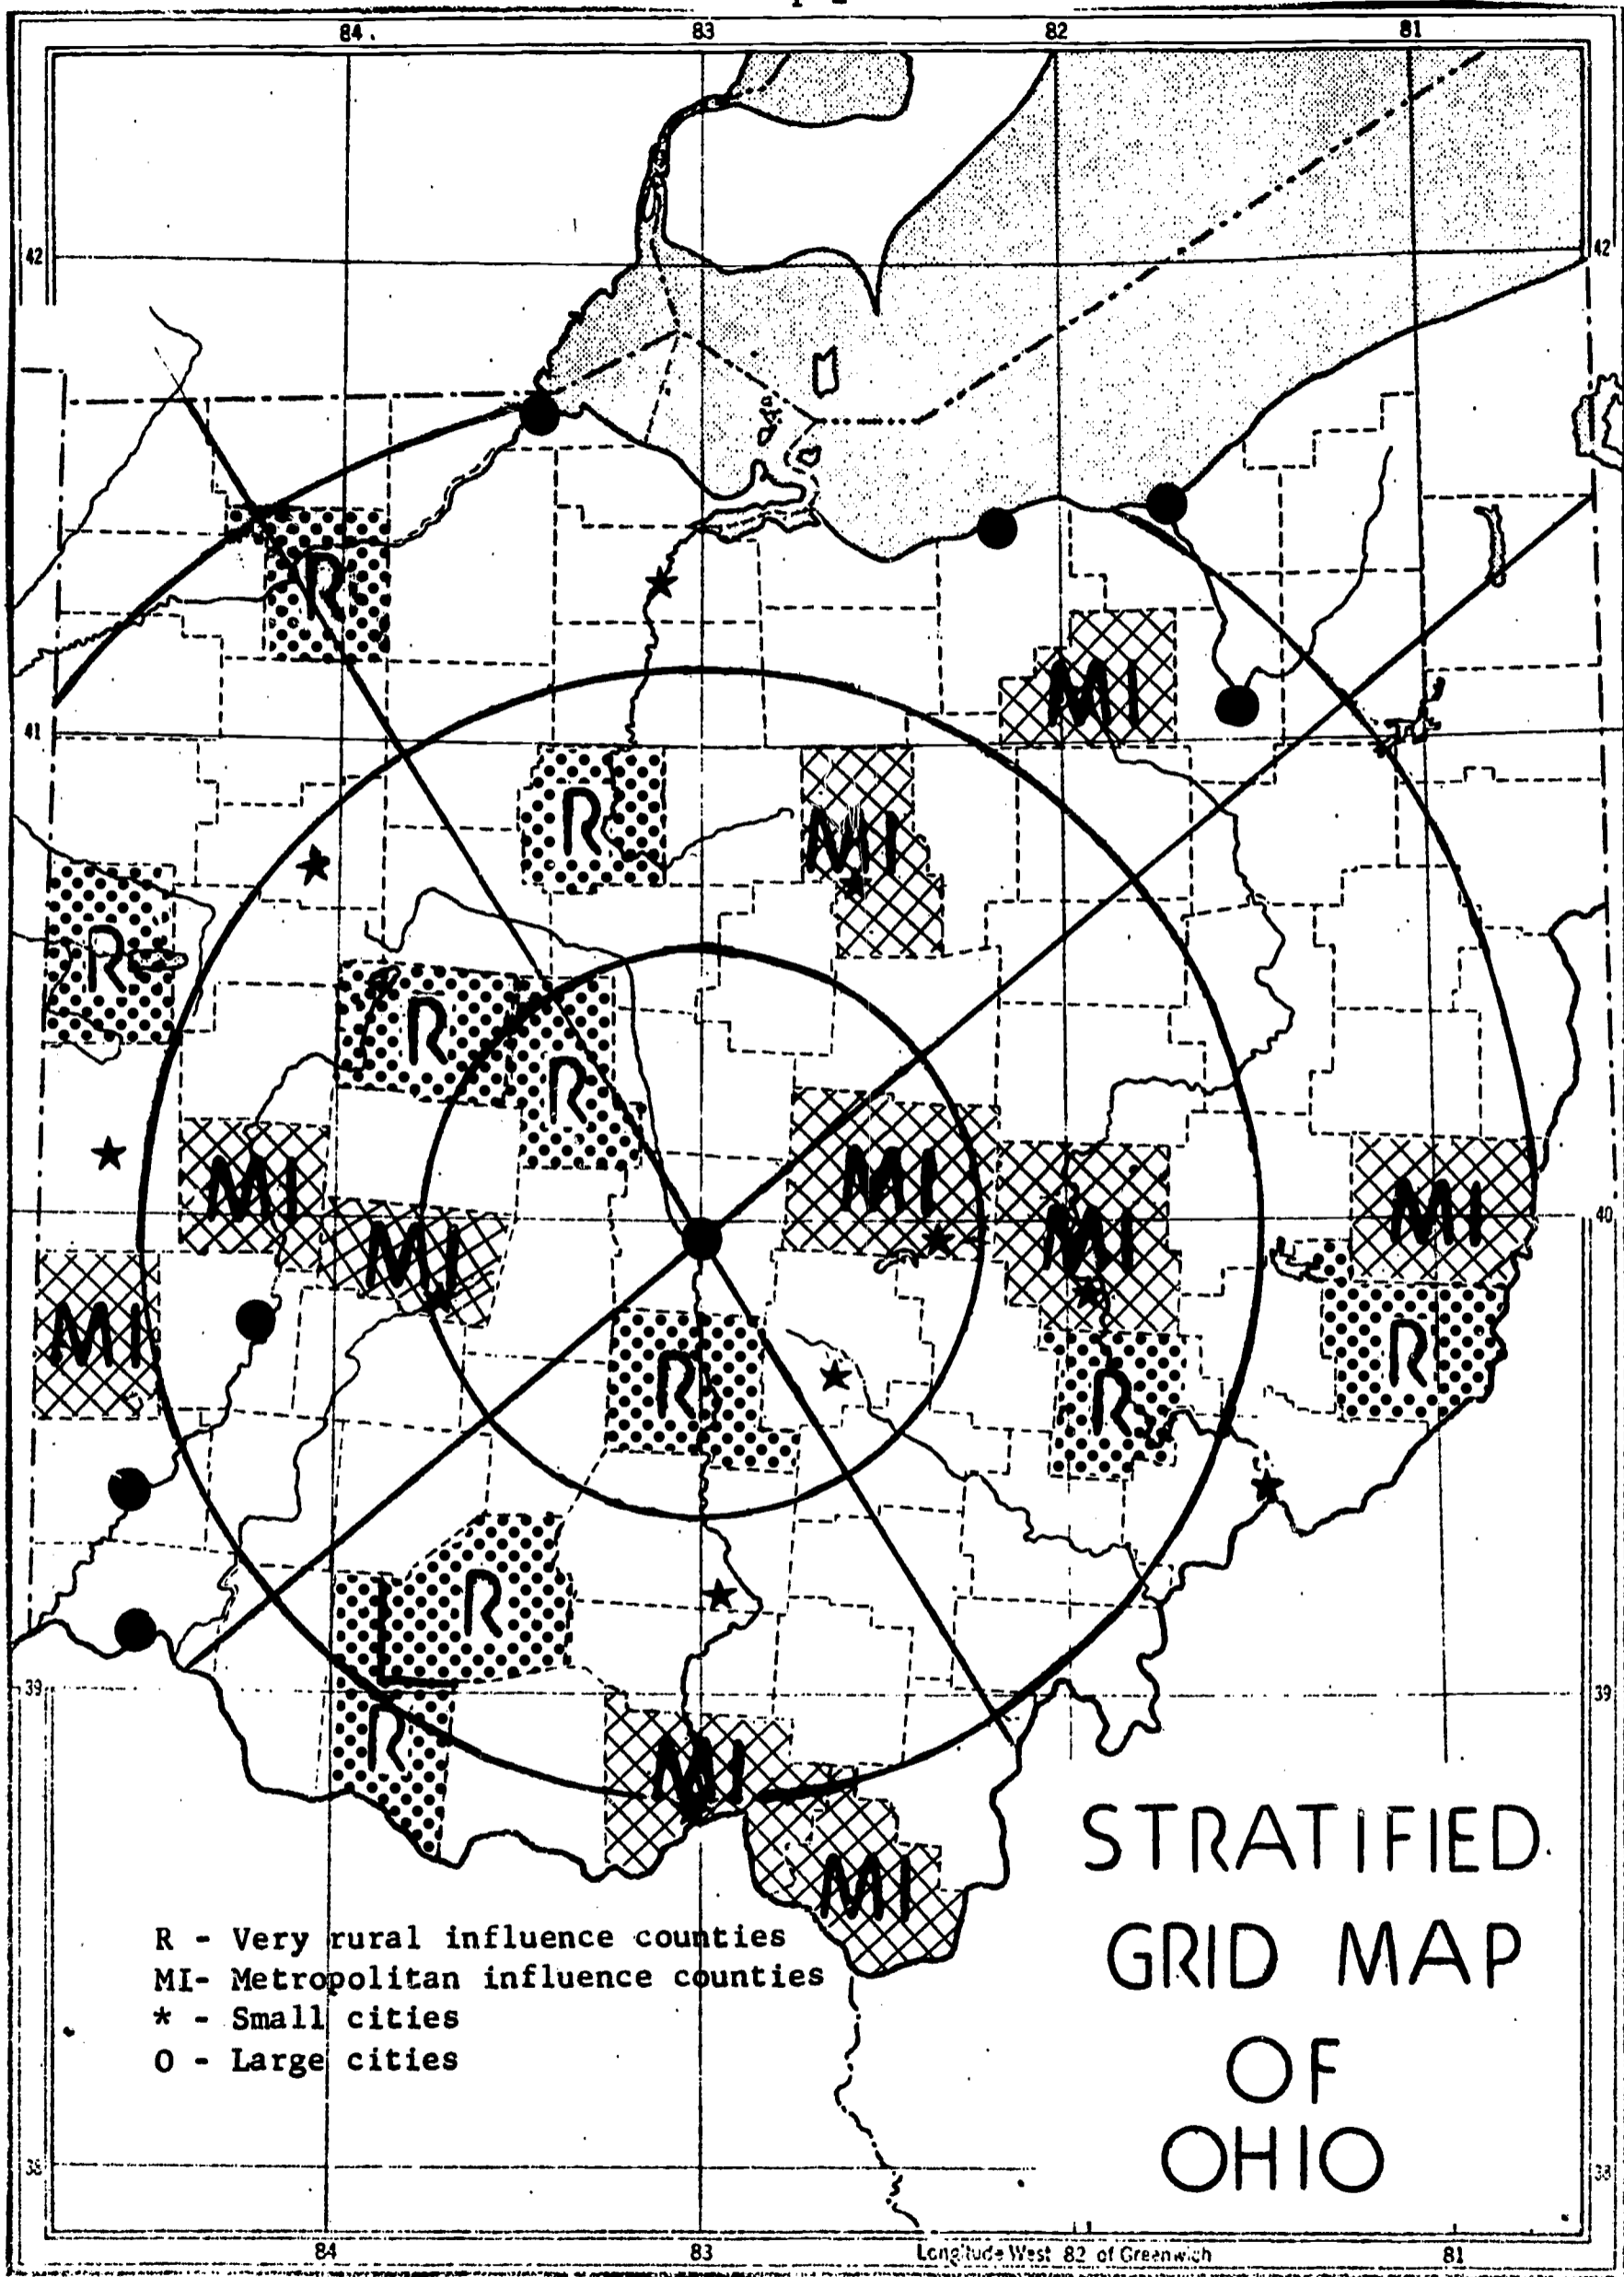 84 83 82 81
42 42
R
MI
41
R
MI
R
R
R
MI
MI
MI
MI
40
MI
MI
MI
R
R
R
R
39 39
R
MI
MI
STRATIFIED
GRID MAP
OF
OHIO
R - Very rural influence counties
MI- Metropolitan influence counties
* - Small cities
O - Large cities
38 38
84 83 Longitude West 82 of Greenwich 81